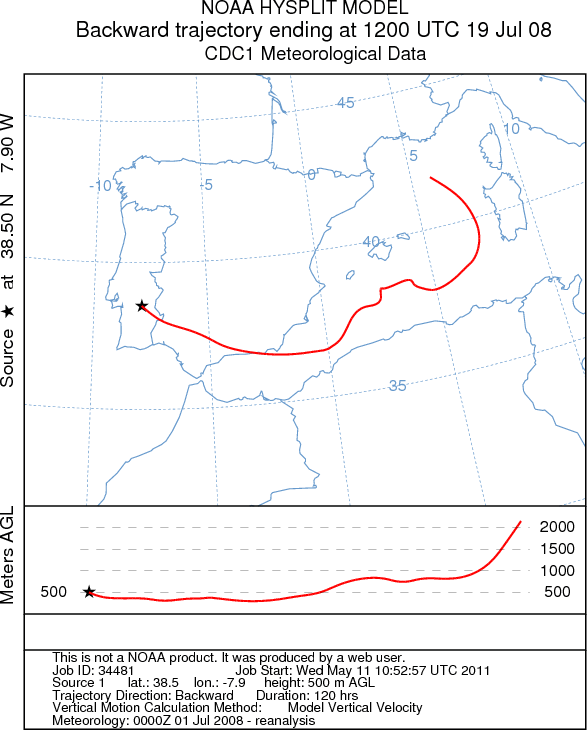 NOAA HYSPLIT MODEL
Backward trajectory ending at 1200 UTC 19 Jul 08
CDC1 Meteorological Data
Source ★ at 38.50 N 7.90 W
45
10
5
0
-5
-10
40
35
Meters AGL
2000
1500
1000
500
500
This is not a NOAA product. It was produced by a web user.
Job ID: 34481 Job Start: Wed May 11 10:52:57 UTC 2011
Source 1 lat.: 38.5 lon.: -7.9 height: 500 m AGL
Trajectory Direction: Backward Duration: 120 hrs
Vertical Motion Calculation Method: Model Vertical Velocity
Meteorology: 0000Z 01 Jul 2008 - reanalysis